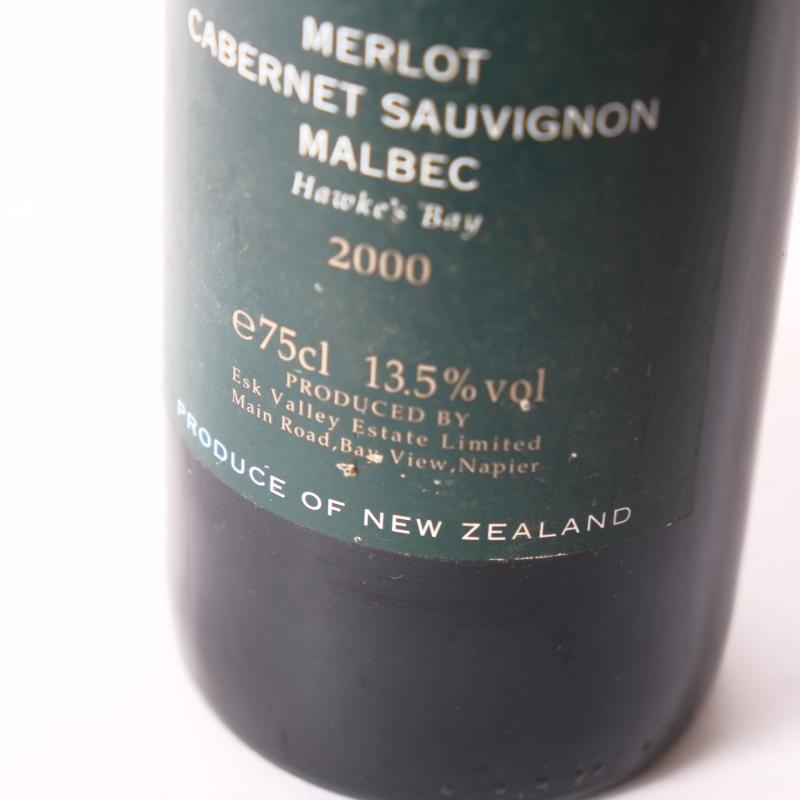 MERLOT
CABERNET SAUVIGNON
MALBEC
Hawke's Bay
2000
℮75cl 13.5% vol
PRODUCED BY
Esk Valley Estate Limited
Main Road,Bay View,Napier
PRODUCE OF NEW ZEALAND